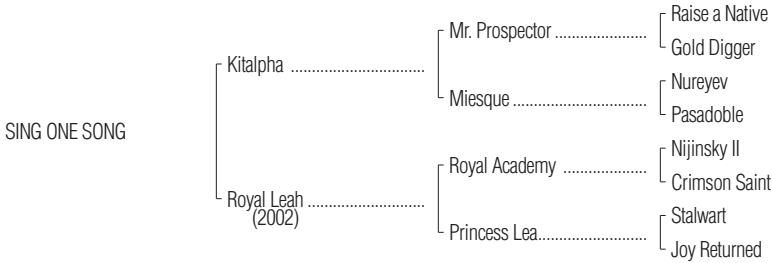 Raise a Native
Mr. Prospector ......................
Gold Digger
Kitalpha ................................
Nureyev
Miesque ................................
Pasadoble
SING ONE SONG
Nijinsky II
Royal Academy ....................
Crimson Saint
Royal Leah ............................
(2002)
Stalwart
Princess Lea..........................
Joy Returned